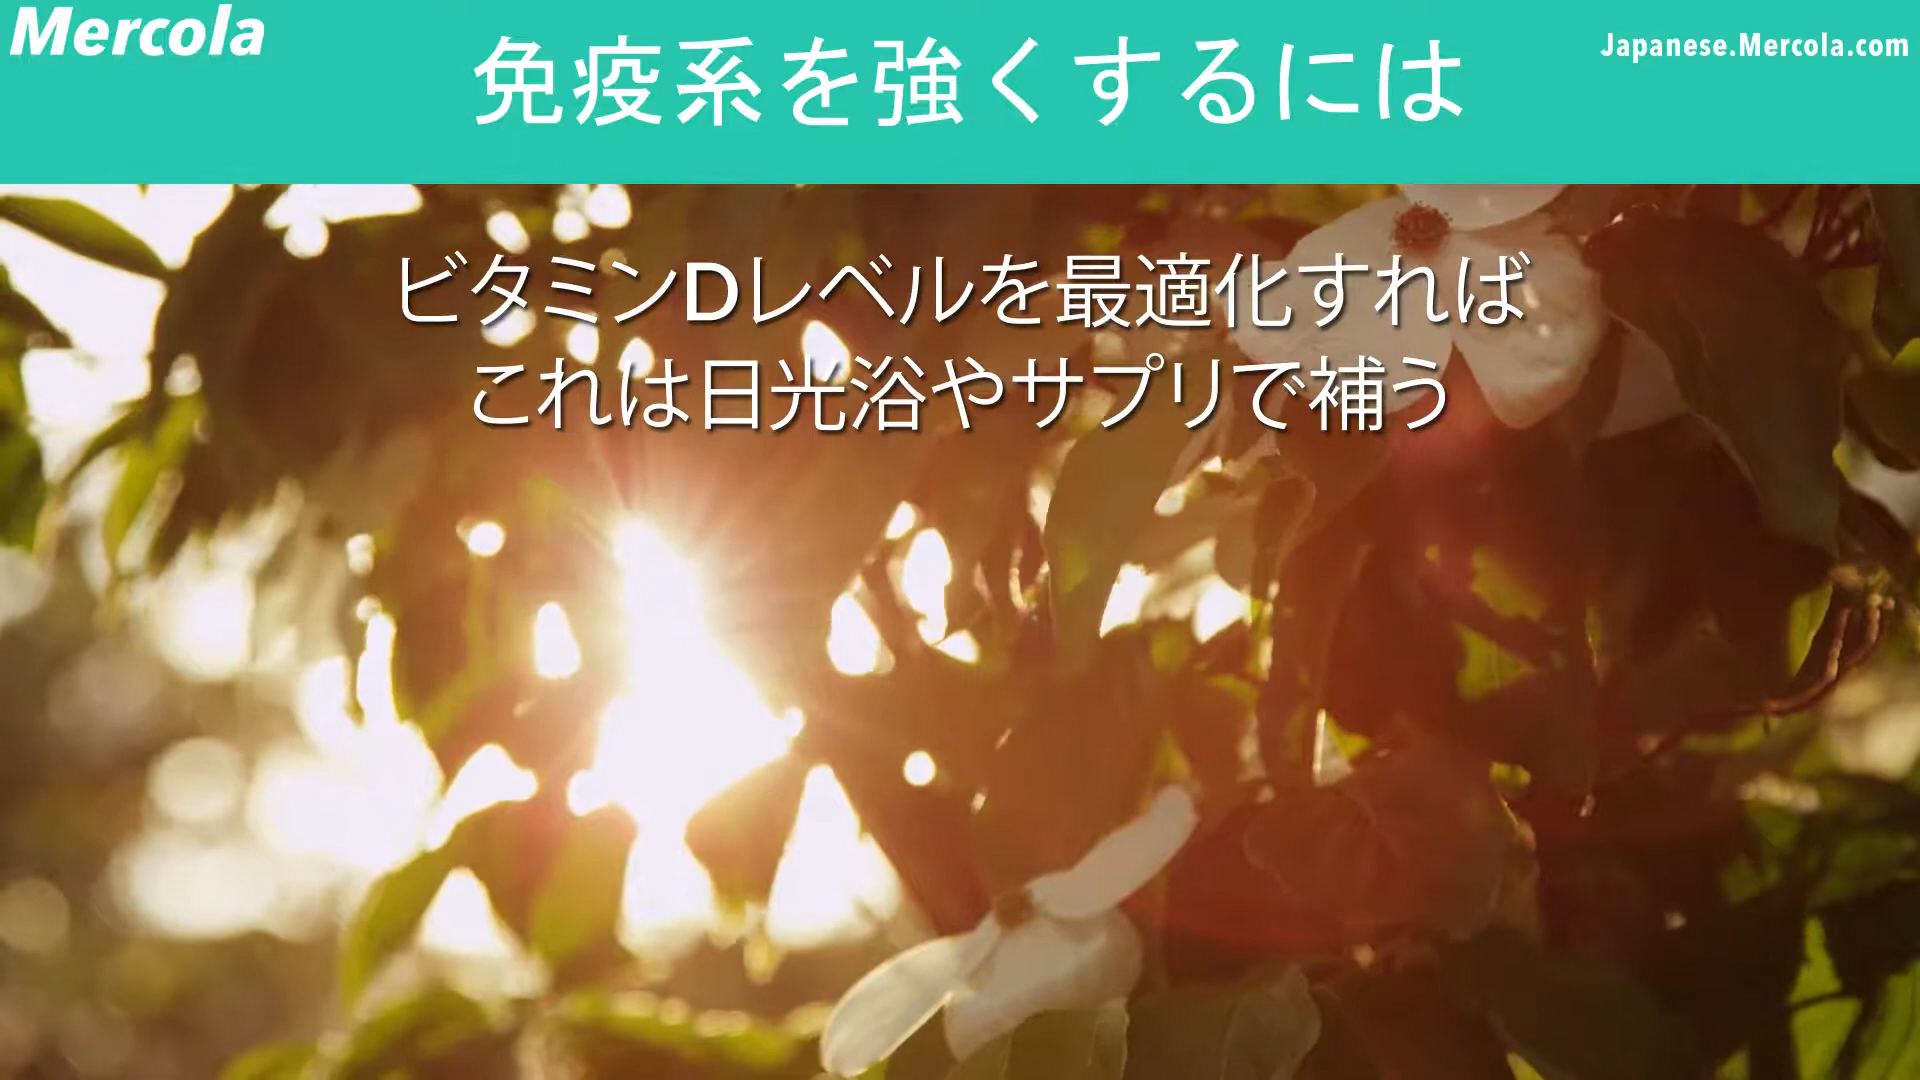 Mercola
Japanese.Mercola.com
免疫系を強くするには
ビタミンDレベルを最適化すれば
これは日光浴やサプリで補う